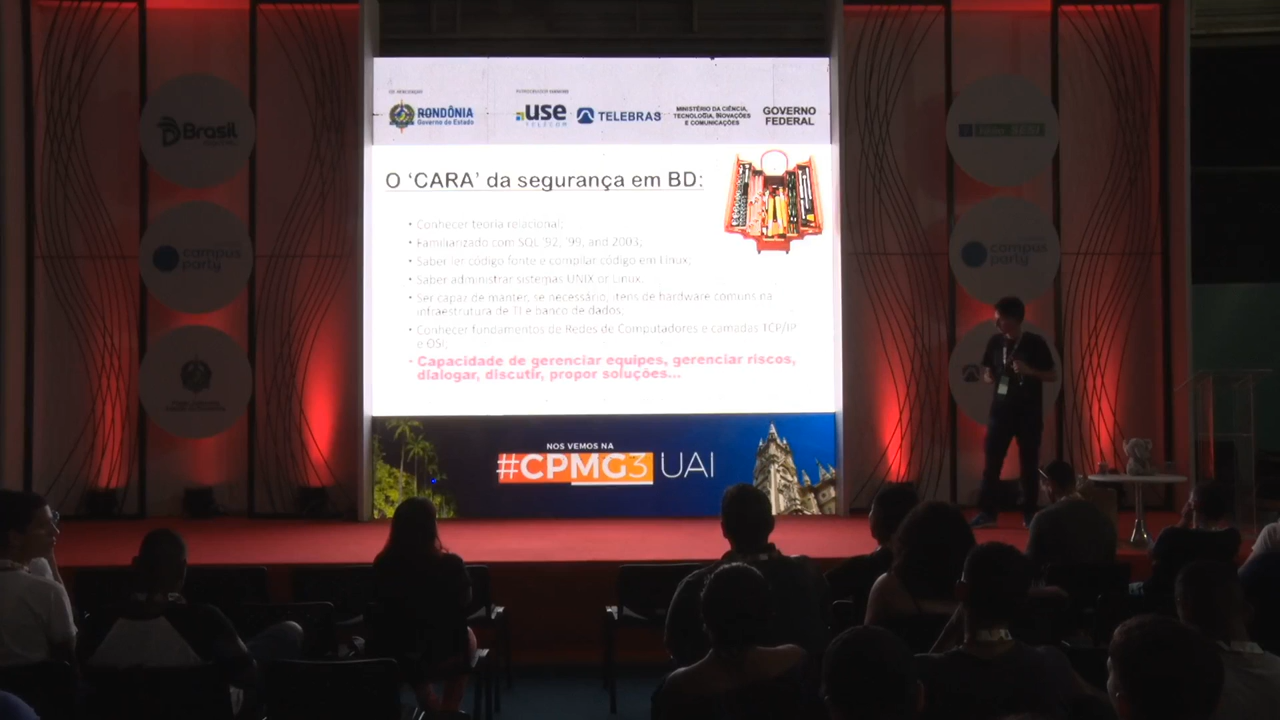 RONDÔNIA
Governo do Estado
USE
TELECOM
TELEBRAS
MINISTÉRIO DA CIÊNCIA,
TECNOLOGIA, INOVAÇÕES
E COMUNICAÇÕES
GOVERNO
FEDERAL
Brasil
campus
party
campus
party
O ‘CARA’ da segurança em BD:
• Conhecer teoria relacional;
• Familiarizado com SQL '92, '99, and 2003;
• Saber ler código fonte e compilar código em Linux;
• Saber administrar sistemas UNIX or Linux.
• Ser capaz de manter, se necessário, itens de hardware comuns na
infraestrutura de TI e banco de dados;
• Conhecer fundamentos de Redes de Computadores e camadas TCP/IP
e OSI;
• Capacidade de gerenciar equipes, gerenciar riscos,
dialogar, discutir, propor soluções...
NOS VEMOS NA
#CPMG3 UAI